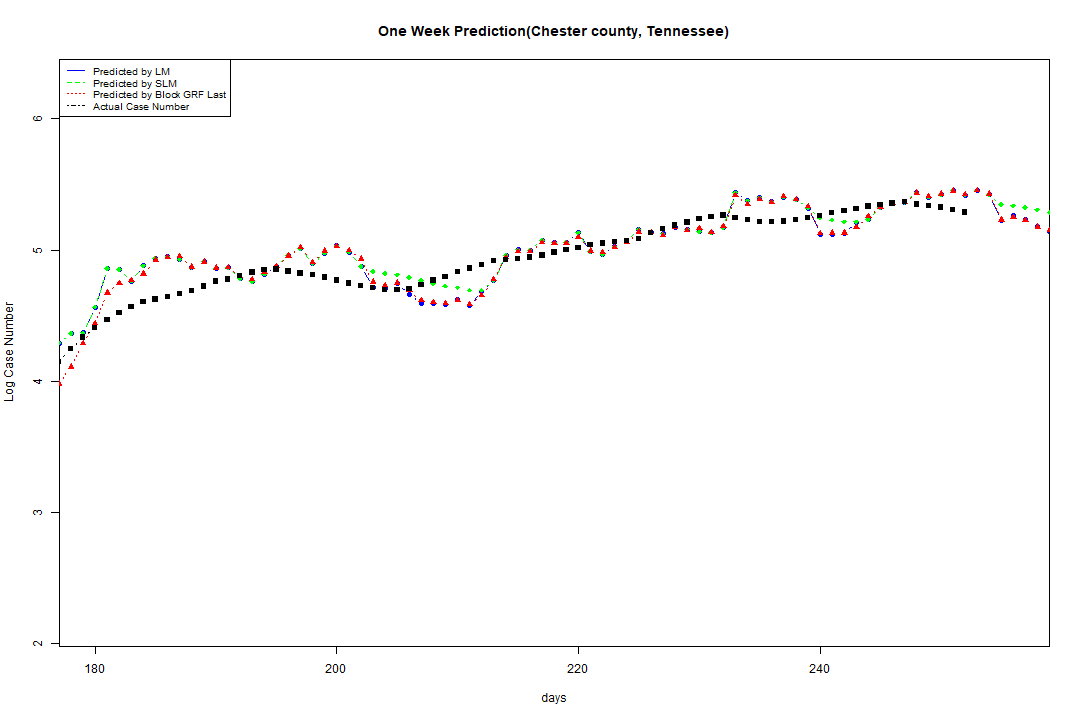 One Week Prediction(Chester county, Tennessee)
Predicted by LM
Predicted by SLM
Predicted by Block GRF Last
Actual Case Number
6
5
4
3
2
Log Case Number
180 200 220 240
days